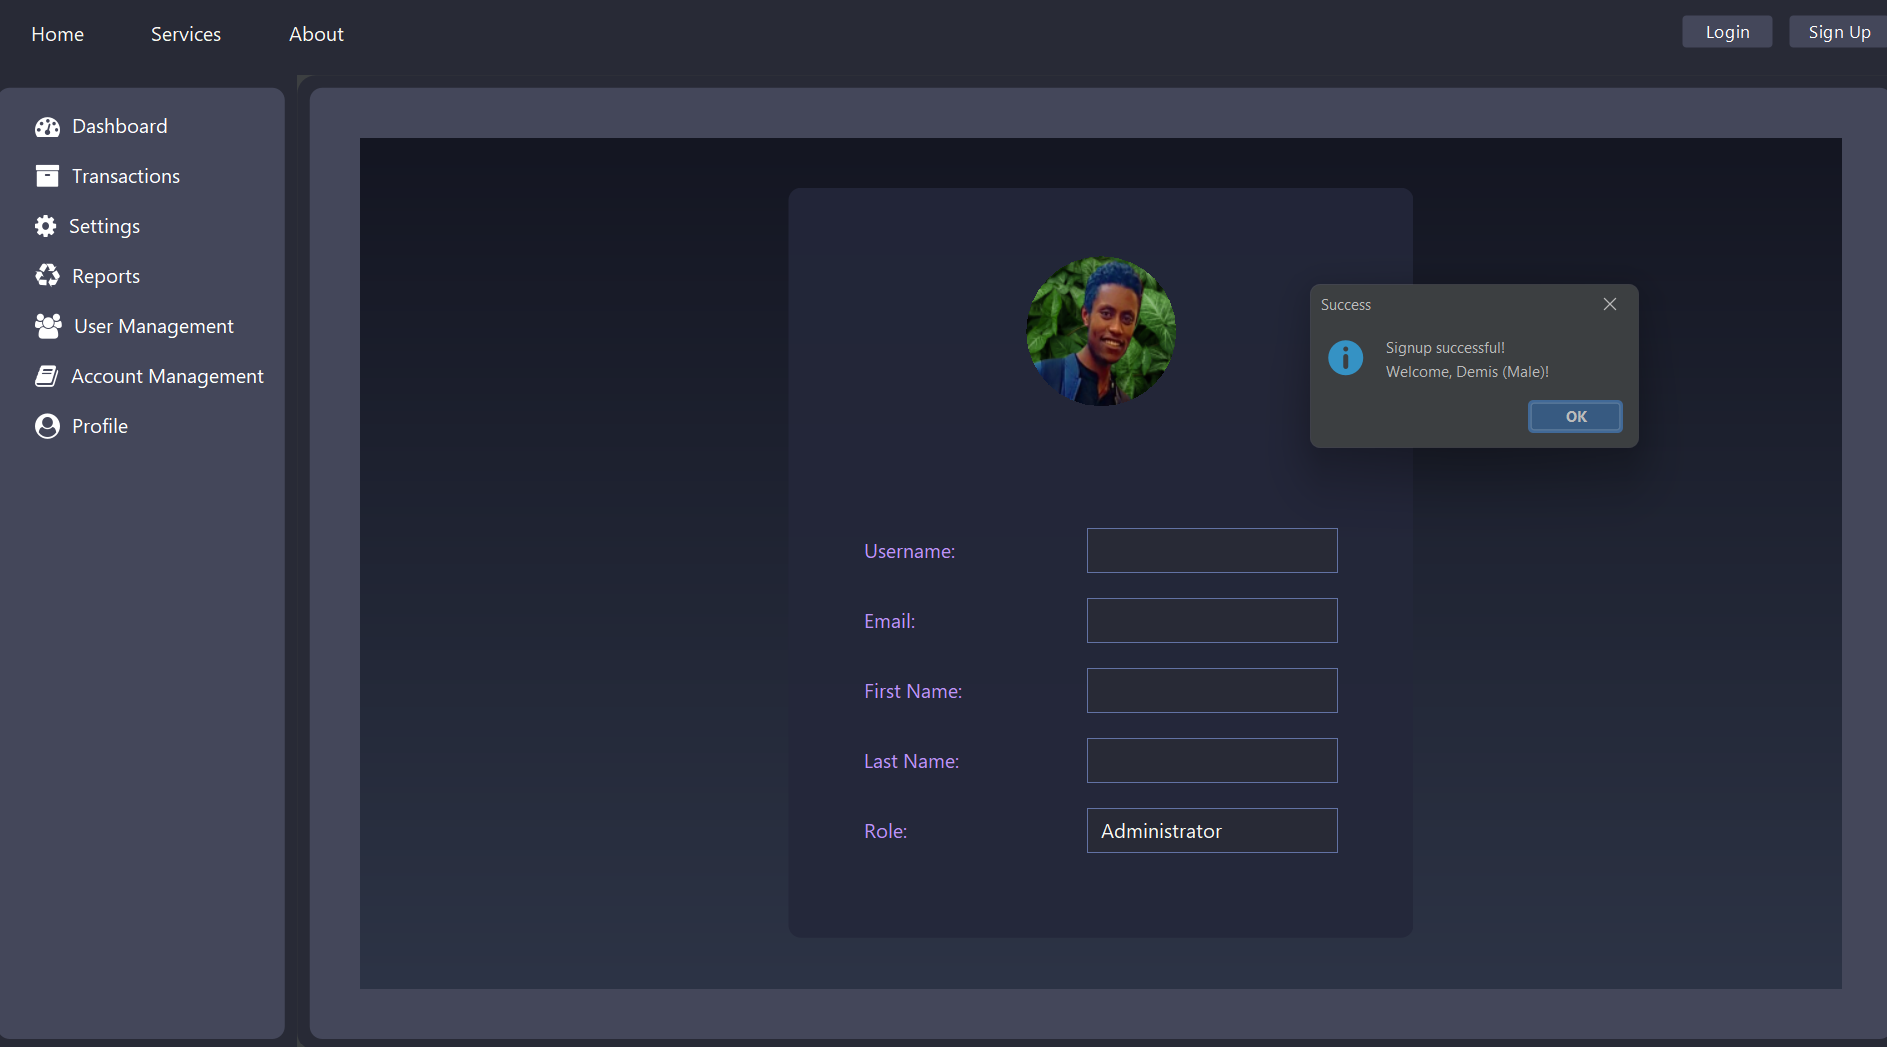 Home
Services
About
Login
Sign Up
Dashboard
Transactions
Settings
Reports
User Management
Account Management
Profile
Success
Signup successful!
Welcome, Demis (Male)!
OK
Username:
Email:
First Name:
Last Name:
Role:
Administrator